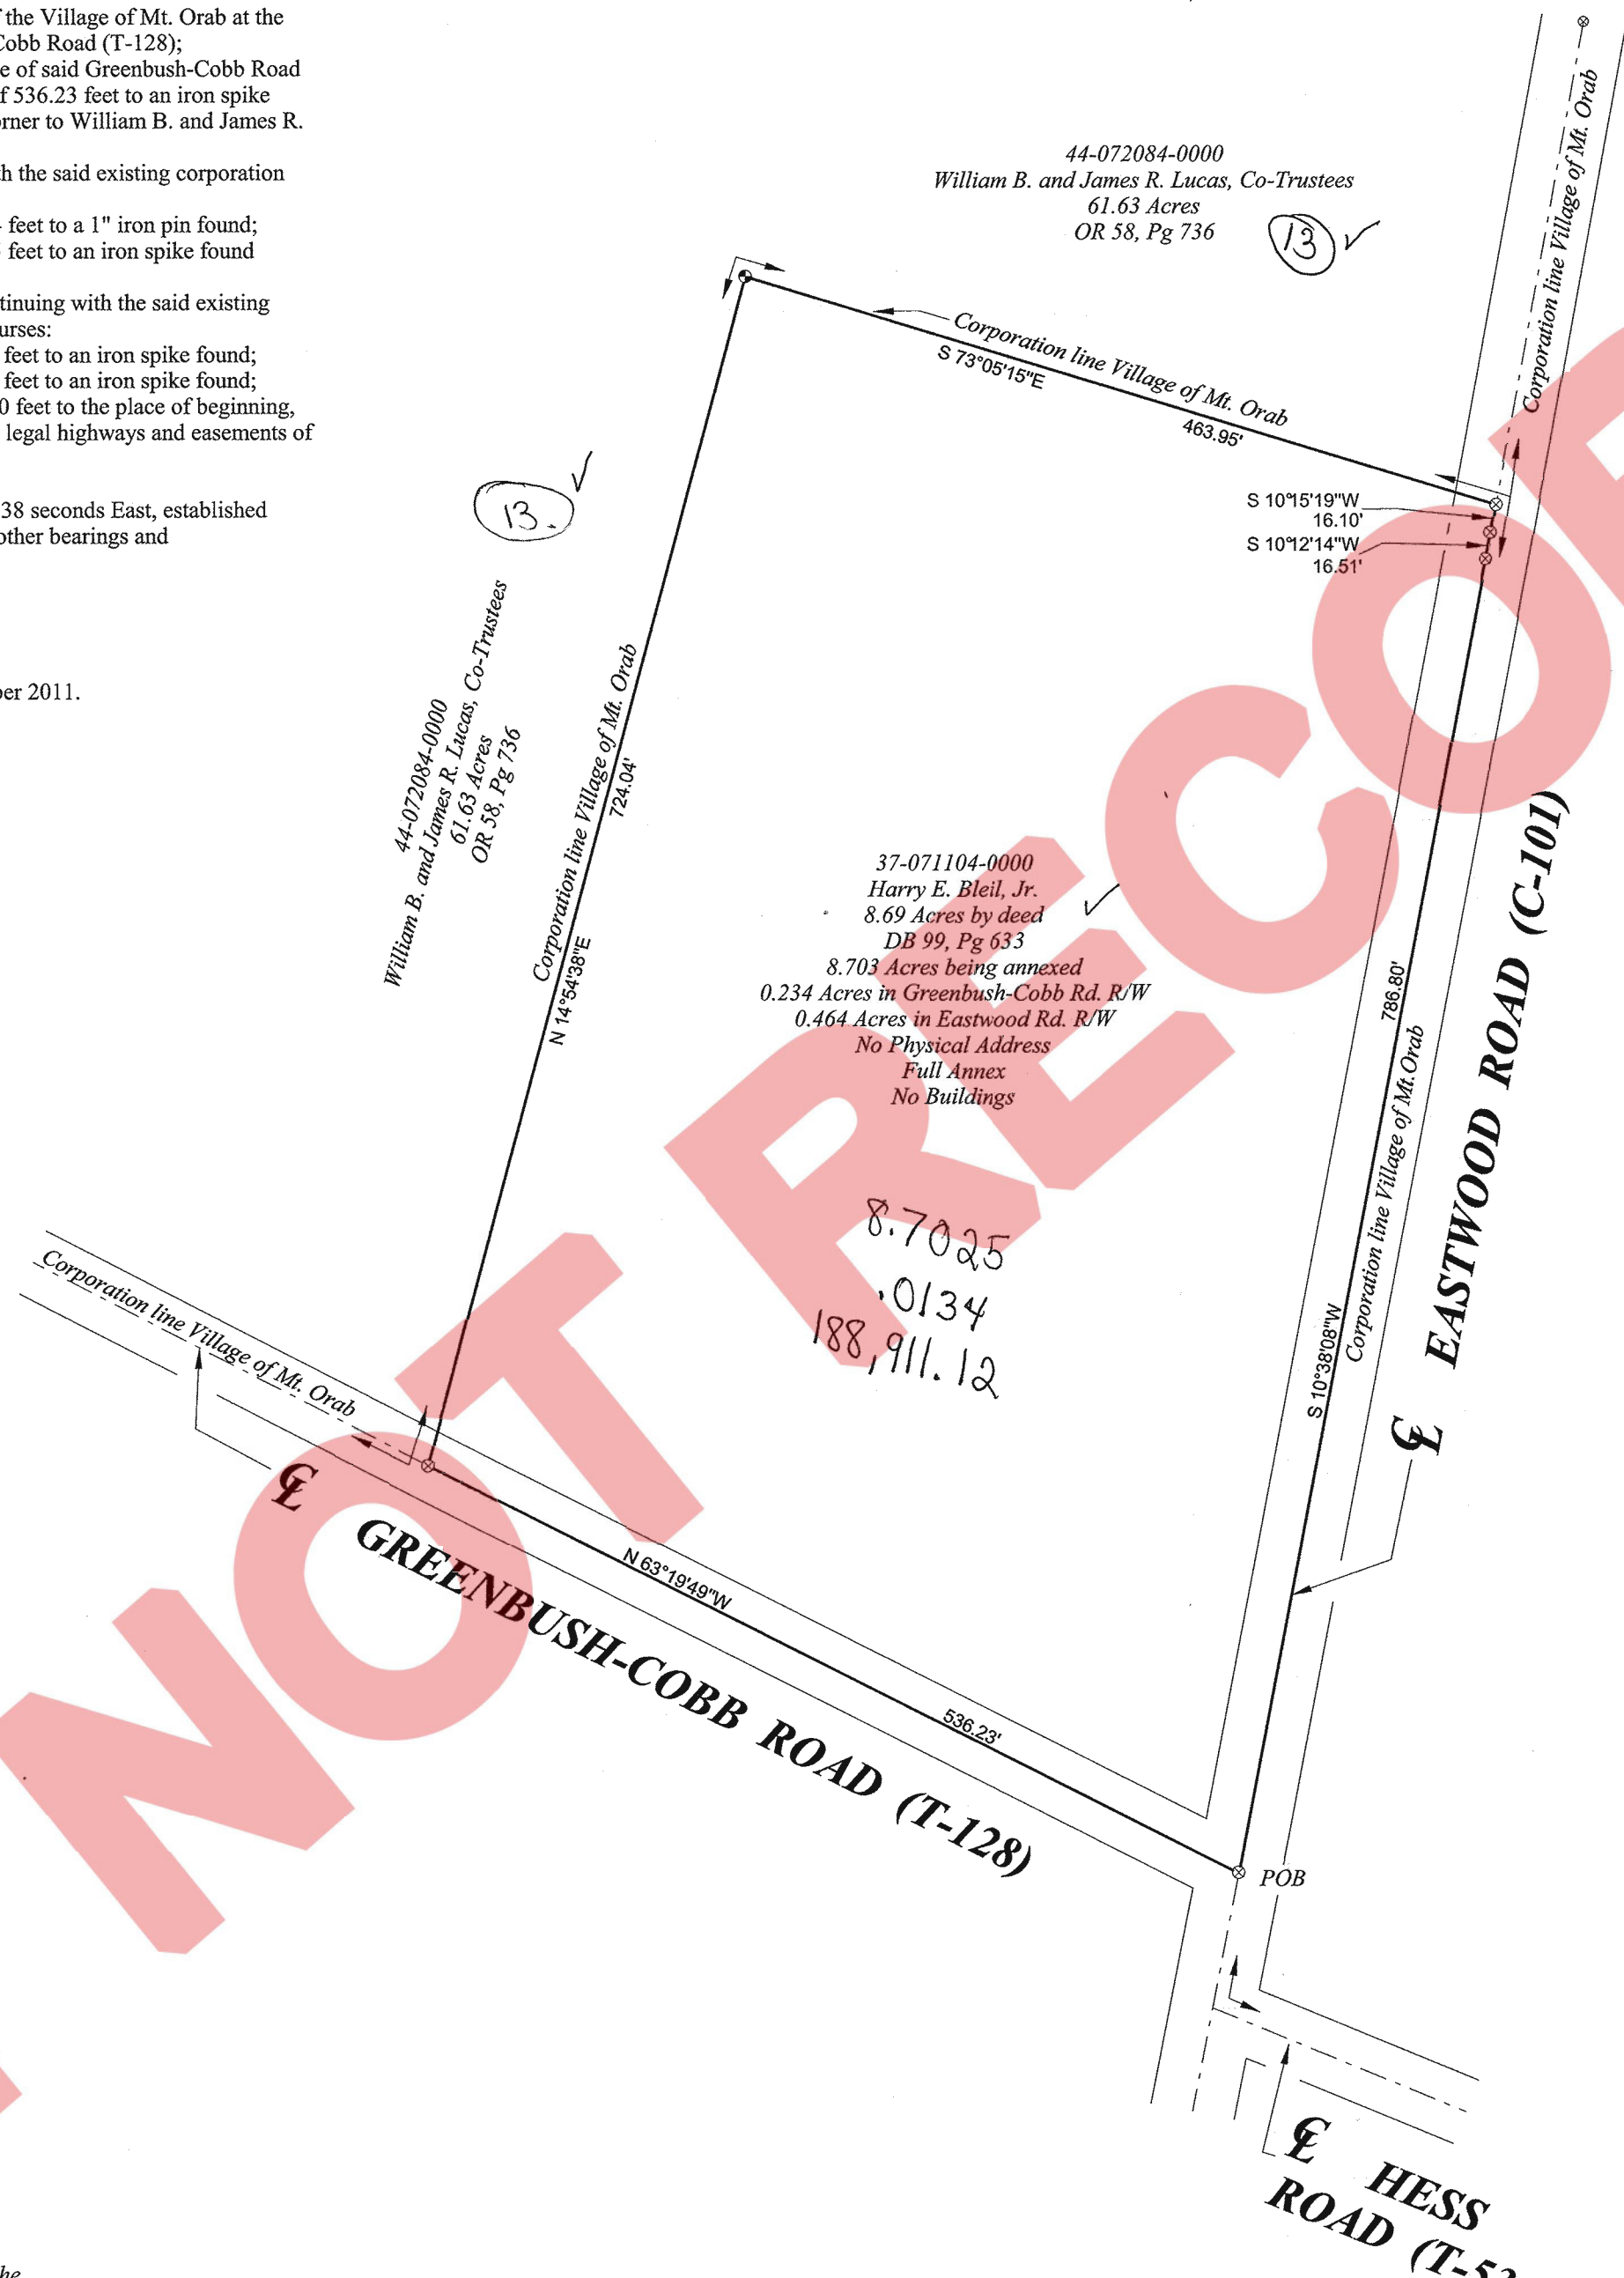 f the Village of Mt. Orab at the
Cobb Road (T-128);
e of said Greenbush-Cobb Road
f 536.23 feet to an iron spike
rner to William B. and James R.
h the said existing corporation
feet to a 1" iron pin found;
feet to an iron spike found
tinuing with the said existing
urses:
feet to an iron spike found;
feet to an iron spike found;
0 feet to the place of beginning,
legal highways and easements of
38 seconds East, established
other bearings and
er 2011.
44-072084-0000
William B. and James R. Lucas, Co-Trustees
61.63 Acres
OR 58, Pg 736
13 ✓
Corporation line Village of Mt. Orab
Corporation line Village of Mt. Orab
S 73°05'15"E
463.95'
S 10°15'19"W
16.10'
S 10°12'14"W
16.51'
13. ✓
44-072084-0000
William B. and James R. Lucas, Co-Trustees
61.63 Acres
OR 58, Pg 736
Corporation line Village of Mt. Orab
724.04'
N 14°54'38"E
37-071104-0000
Harry E. Bleil, Jr.
8.69 Acres by deed ✓
DB 99, Pg 633
8.703 Acres being annexed
0.234 Acres in Greenbush-Cobb Rd. R/W
0.464 Acres in Eastwood Rd. R/W
No Physical Address
Full Annex
No Buildings
8.7025
.0134
188,911.12
786.80'
Corporation line Village of Mt.Orab
S 10°38'08"W
℄ EASTWOOD ROAD (C-101)
Corporation line Village of Mt. Orab
℄ GREENBUSH-COBB ROAD (T-128)
N 63°19'49"W
536.23'
POB
℄ HESS
ROAD (T-53
he
NOT RECOR